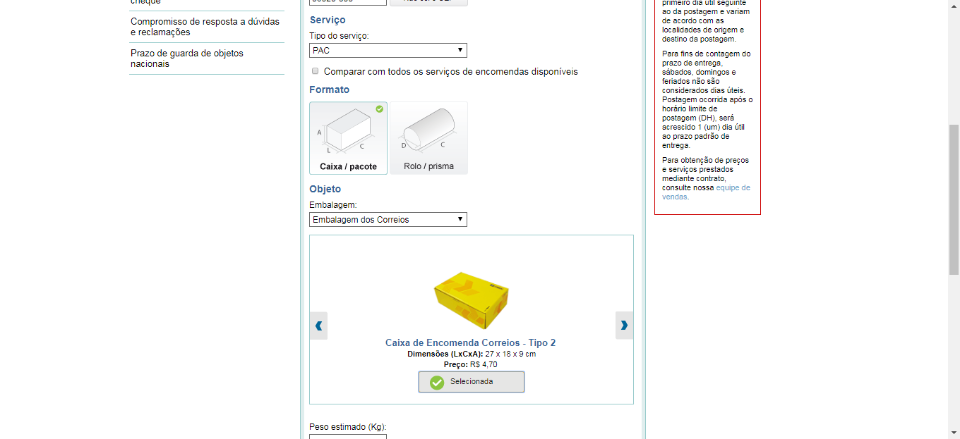 cheque
Compromisso de resposta a dúvidas
e reclamações
Prazo de guarda de objetos
nacionais
Serviço
Tipo do serviço:
PAC
Comparar com todos os serviços de encomendas disponíveis
Formato
A
L
C
Caixa / pacote
D
C
Rolo / prisma
Objeto
Embalagem:
Embalagem dos Correios
Caixa de Encomenda Correios - Tipo 2
Dimensões (LxCxA): 27 x 18 x 9 cm
Preço: R$ 4,70
Selecionada
Peso estimado (Kg):
primeiro dia útil seguinte
ao da postagem e variam
de acordo com as
localidades de origem e
destino da postagem.
Para fins de contagem do
prazo de entrega,
sábados, domingos e
feriados não são
considerados dias úteis.
Postagem ocorrida após o
horário limite de
postagem (DH), será
acrescido 1 (um) dia útil
ao prazo padrão de
entrega.
Para obtenção de preços
e serviços prestados
mediante contrato,
consulte nossa equipe de
vendas.